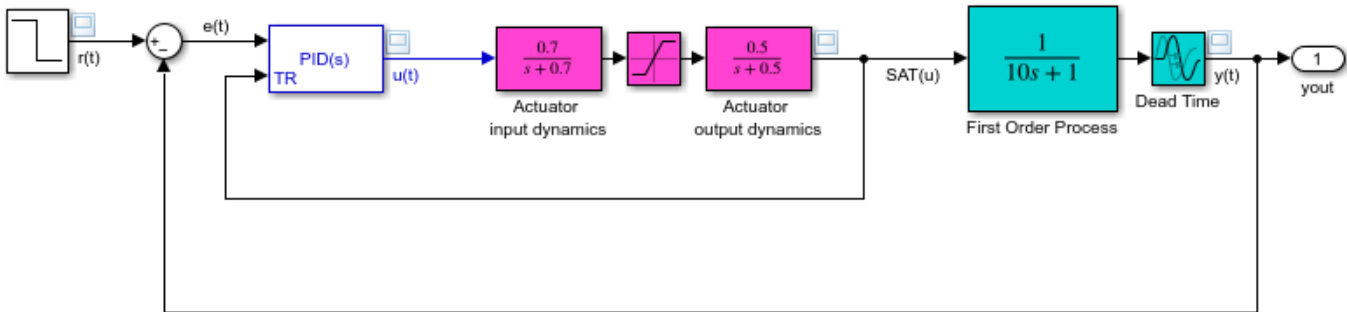 r(t)
+
−
e(t)
PID(s)
TR
u(t)
0.7
s + 0.7
Actuator
input dynamics
0.5
s + 0.5
Actuator
output dynamics
SAT(u)
1
10s + 1
First Order Process
Dead Time
y(t)
1
yout